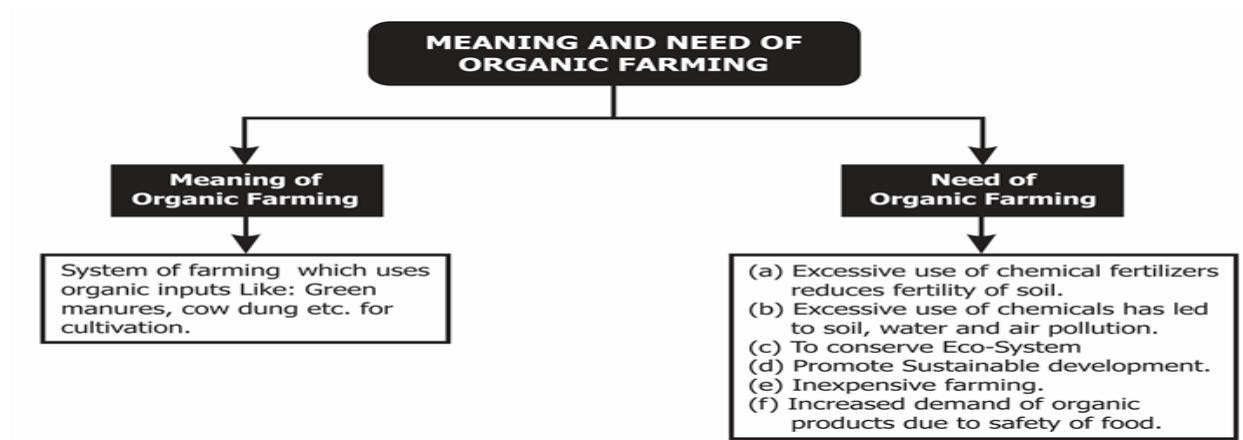 MEANING AND NEED OF
ORGANIC FARMING
Meaning of
Organic Farming
System of farming which uses
organic inputs Like: Green
manures, cow dung etc. for
cultivation.
Need of
Organic Farming
(a) Excessive use of chemical fertilizers
reduces fertility of soil.
(b) Excessive use of chemicals has led
to soil, water and air pollution.
(c) To conserve Eco-System
(d) Promote Sustainable development.
(e) Inexpensive farming.
(f) Increased demand of organic
products due to safety of food.